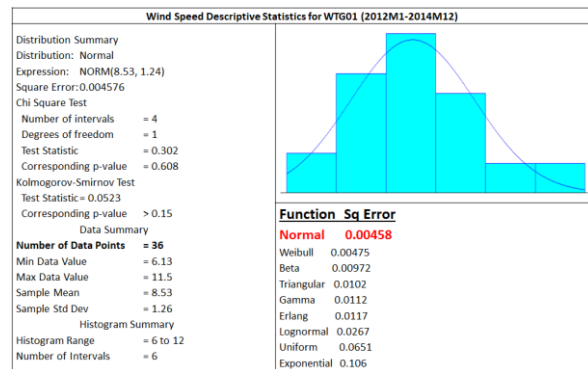 Wind Speed Descriptive Statistics for WTG01 (2012M1-2014M12)
Distribution Summary
Distribution: Normal
Expression: NORM(8.53, 1.24)
Square Error:0.004576
Chi Square Test
Number of intervals = 4
Degrees of freedom = 1
Test Statistic = 0.302
Corresponding p-value = 0.608
Kolmogorov-Smirnov Test
Test Statistic= 0.0523
Corresponding p-value > 0.15
Data Summary
Number of Data Points = 36
Min Data Value = 6.13
Max Data Value = 11.5
Sample Mean = 8.53
Sample Std Dev = 1.26
Histogram Summary
Histogram Range = 6 to 12
Number of Intervals = 6
Function Sq Error
Normal 0.00458
Weibull 0.00475
Beta 0.00972
Triangular 0.0102
Gamma 0.0112
Erlang 0.0117
Lognormal 0.0267
Uniform 0.0651
Exponential 0.106